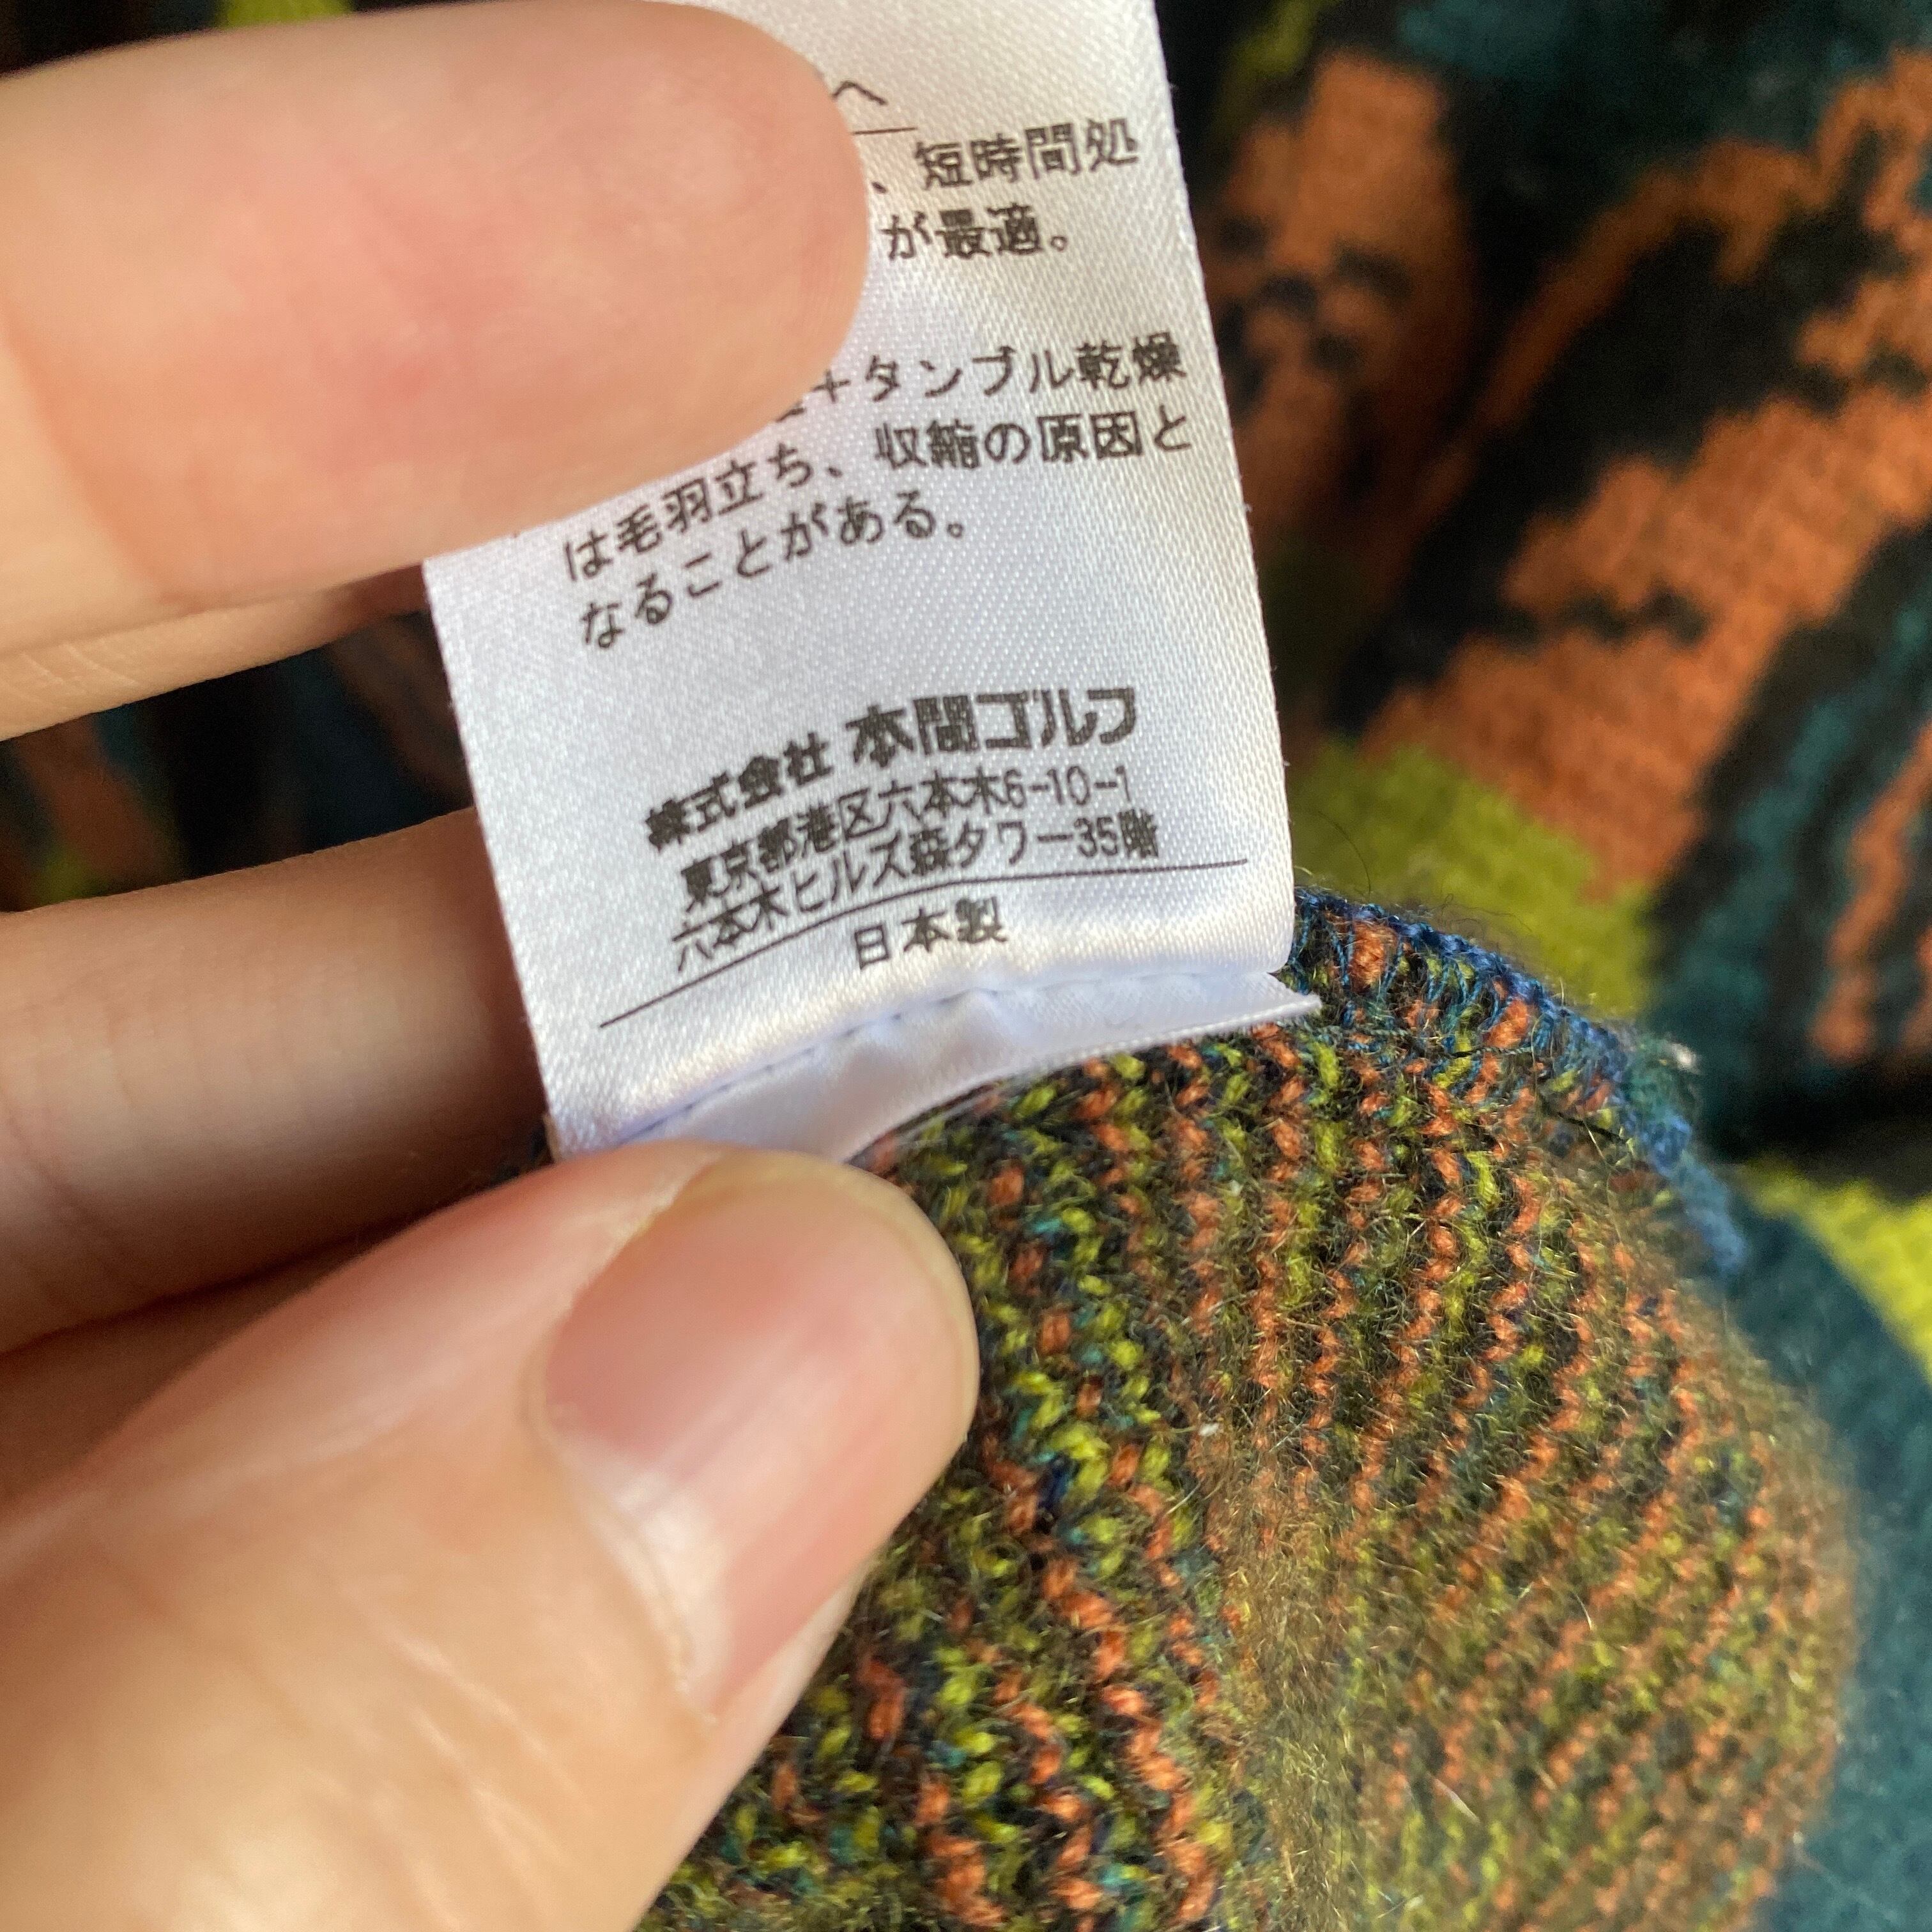 へ
、短時間処
が最適。
+タンブル乾燥
は毛羽立ち、収縮の原因と
なることがある。
株式会社 本間ゴルフ
東京都港区六本木6-10-1
六本木ヒルズ森タワー35階
日本製